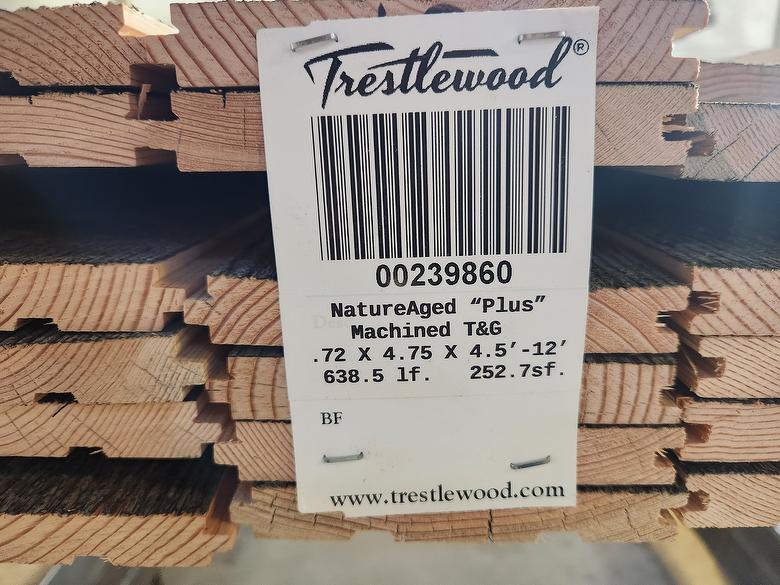 Trestlewood®
00239860
NatureAged “Plus”
Machined T&G
.72 X 4.75 X 4.5′-12′
638.5 lf. 252.7sf.
BF
www.trestlewood.com